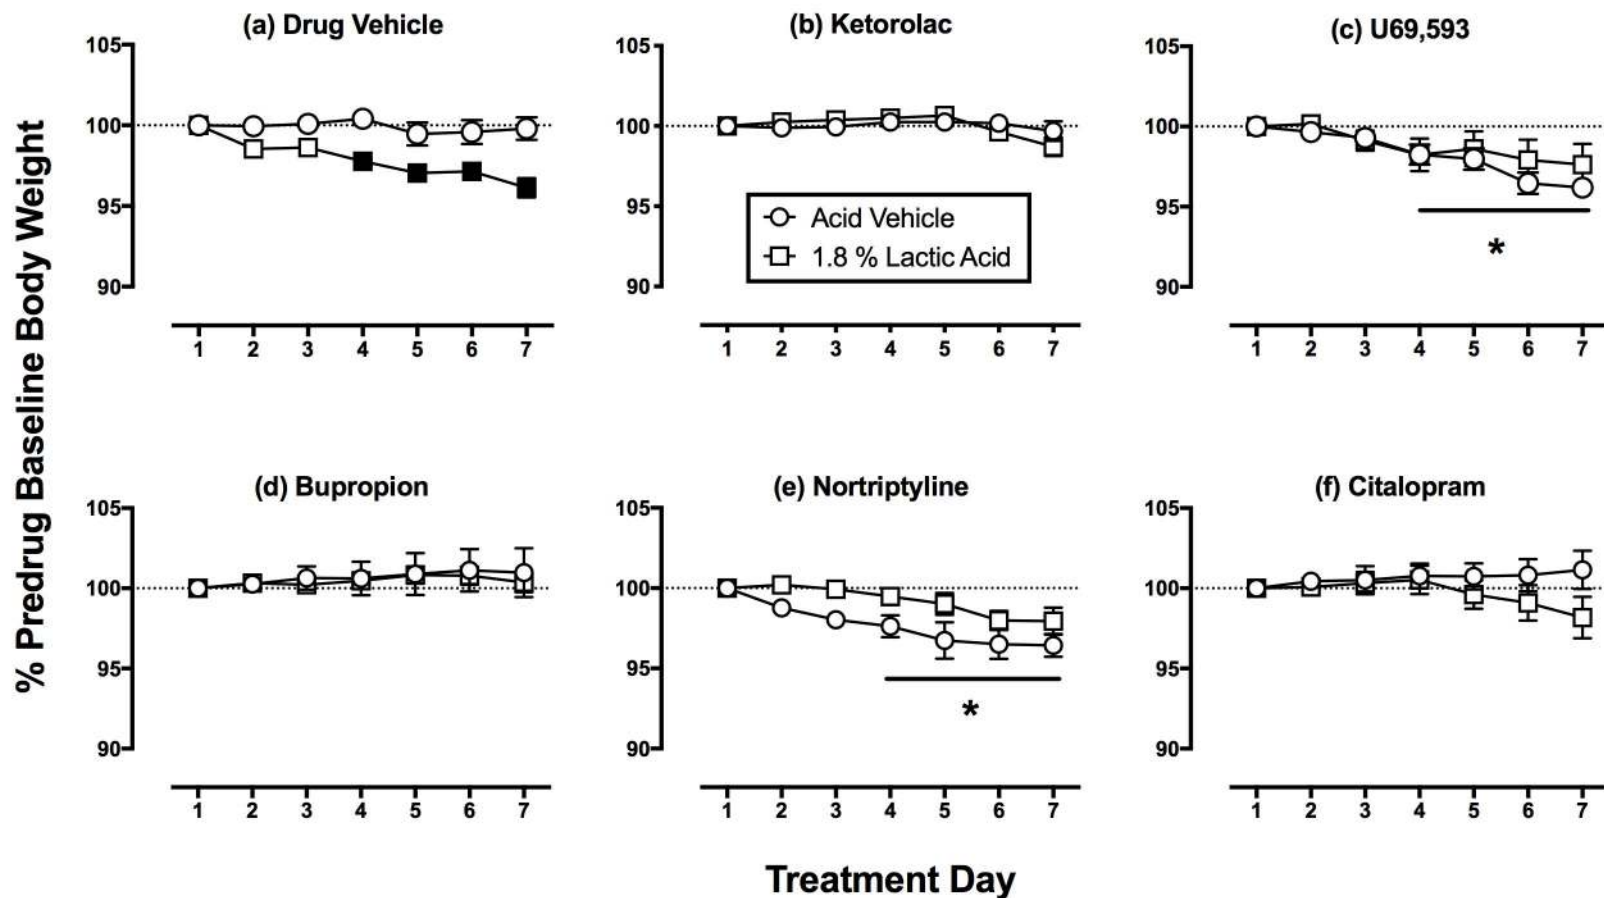 % Predrug Baseline Body Weight
(a) Drug Vehicle
105
100
95
90
1 2 3 4 5 6 7
(b) Ketorolac
105
100
95
90
Acid Vehicle
1.8 % Lactic Acid
1 2 3 4 5 6 7
(c) U69,593
105
100
95
90
*
1 2 3 4 5 6 7
(d) Bupropion
105
100
95
90
1 2 3 4 5 6 7
(e) Nortriptyline
105
100
95
90
*
1 2 3 4 5 6 7
(f) Citalopram
105
100
95
90
1 2 3 4 5 6 7
Treatment Day